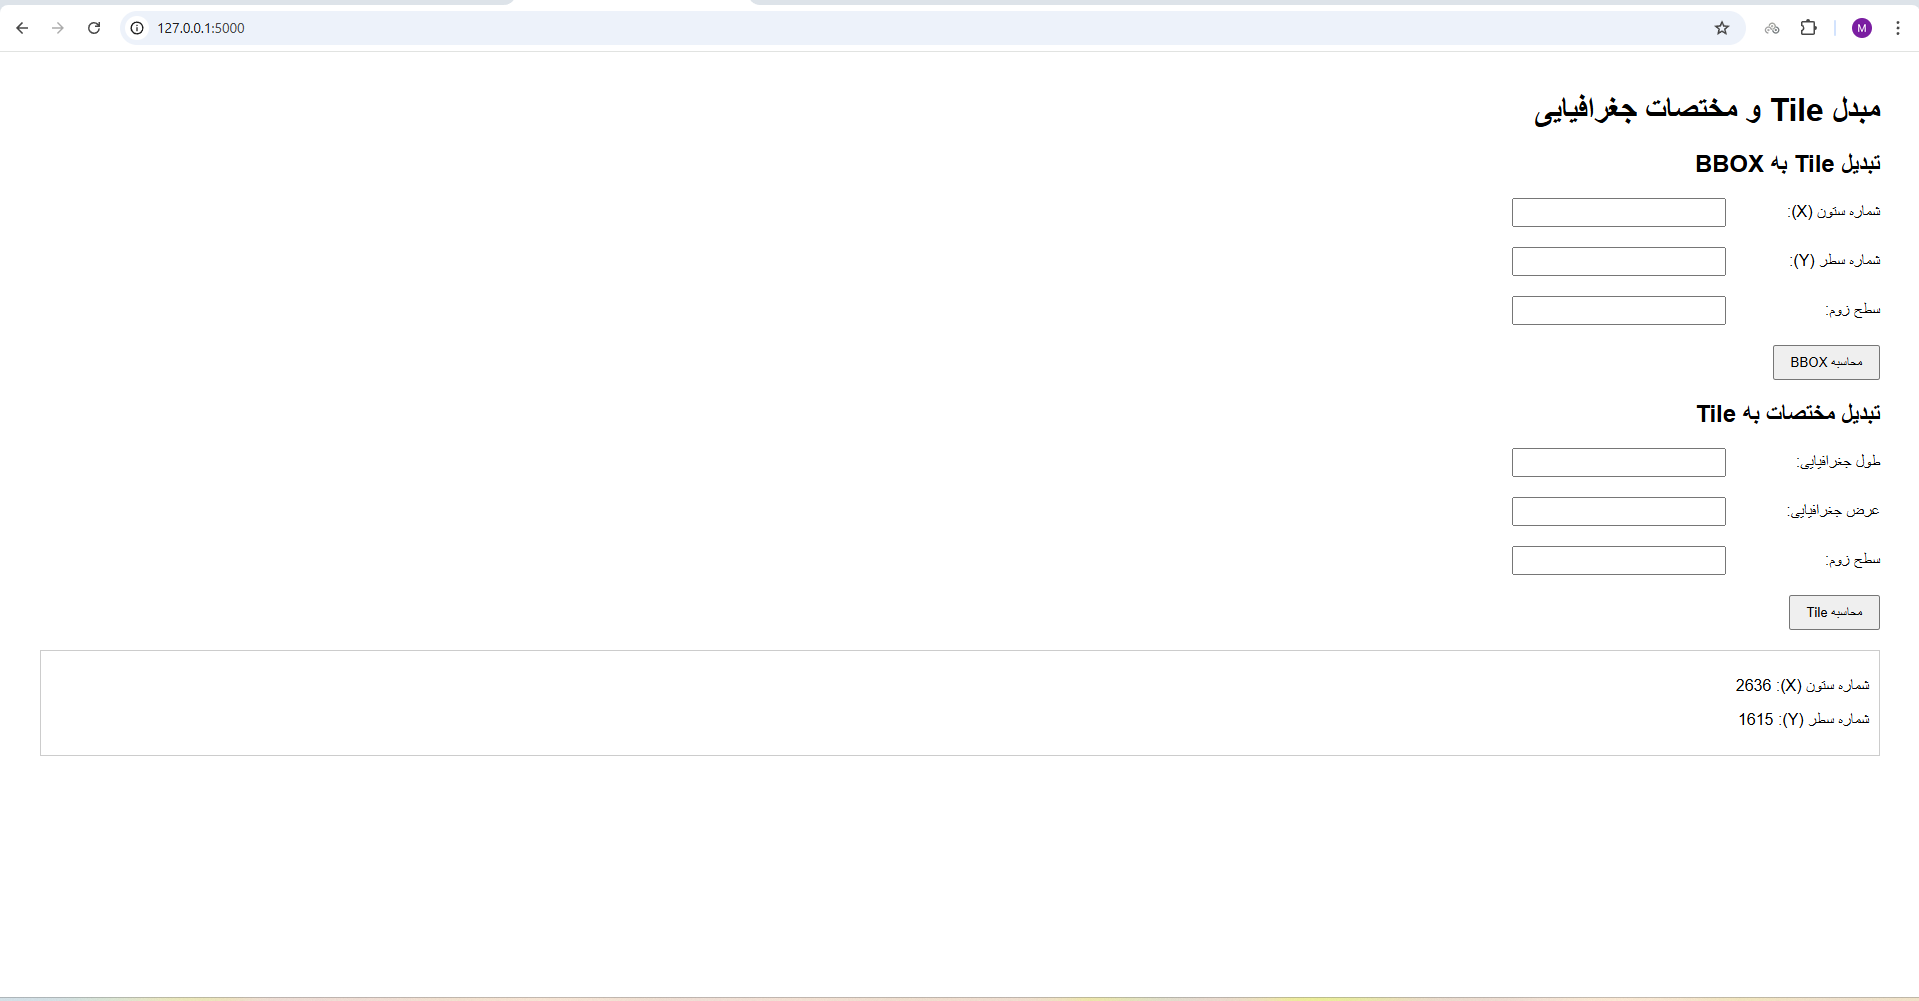 127.0.0.1:5000
M
مبدل Tile و مختصات جغرافیایی
تبدیل Tile به BBOX
شماره ستون (X):
شماره سطر (Y):
سطح زوم:
محاسبه BBOX
تبدیل مختصات به Tile
طول جغرافیایی:
عرض جغرافیایی:
سطح زوم:
محاسبه Tile
شماره ستون (X): 2636
شماره سطر (Y): 1615